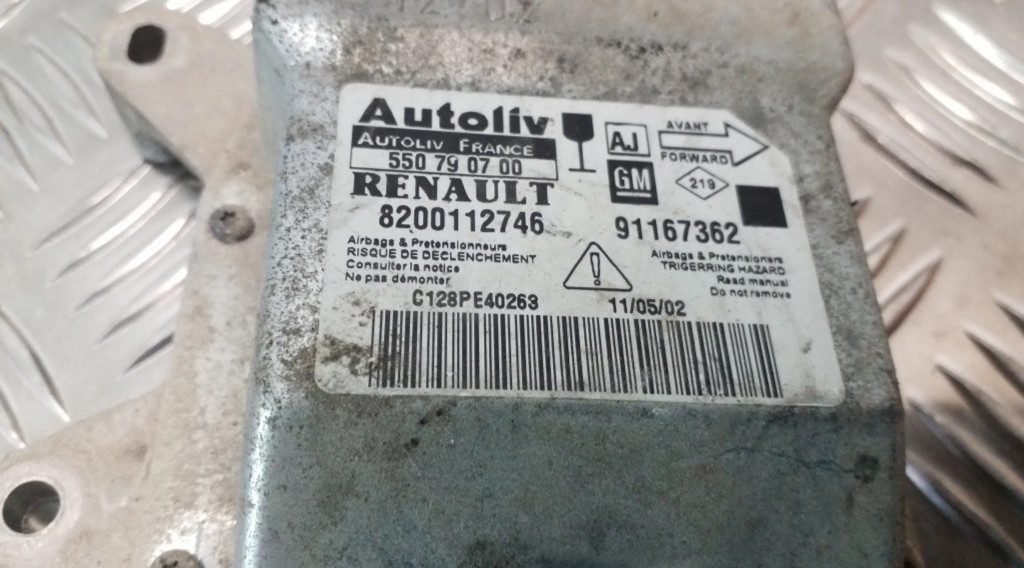 Autoliv
AUTOLIV FRANCE
550 79 07 00
RENAULT
8200112746
AJ
GM
AVANT
FORWARD
219
91167362
Airbags & Pretensionneurs
RISQUE DE DECLENCHEMENT
Consulter la notice
Ne pas démonter
Airbags & Pretensioners
TRIGERRING HAZARD
Read manual
Do not remove
C128PE40263
11/05/02